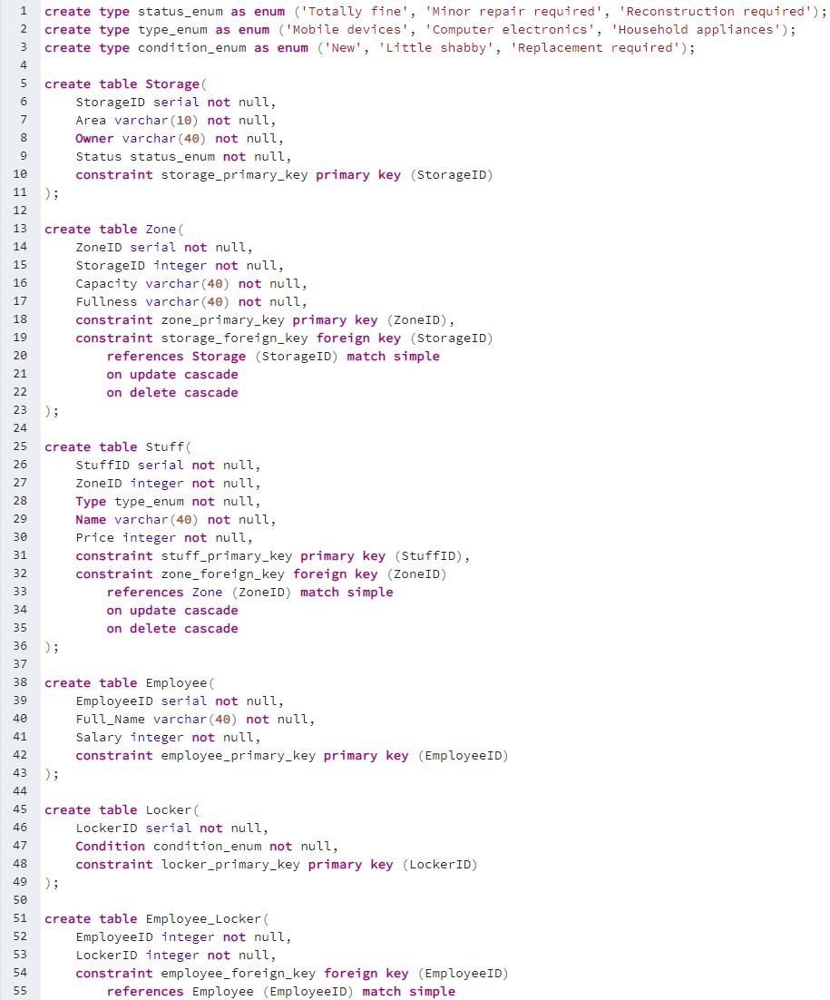 1 create type status_enum as enum ('Totally fine', 'Minor repair required', 'Reconstruction required');
2 create type type_enum as enum ('Mobile devices', 'Computer electronics', 'Household appliances');
3 create type condition_enum as enum ('New', 'Little shabby', 'Replacement required');
4
5 create table Storage(
6     StorageID serial not null,
7     Area varchar(10) not null,
8     Owner varchar(40) not null,
9     Status status_enum not null,
10     constraint storage_primary_key primary key (StorageID)
11 );
12
13 create table Zone(
14     ZoneID serial not null,
15     StorageID integer not null,
16     Capacity varchar(40) not null,
17     Fullness varchar(40) not null,
18     constraint zone_primary_key primary key (ZoneID),
19     constraint storage_foreign_key foreign key (StorageID)
20         references Storage (StorageID) match simple
21         on update cascade
22         on delete cascade
23 );
24
25 create table Stuff(
26     StuffID serial not null,
27     ZoneID integer not null,
28     Type type_enum not null,
29     Name varchar(40) not null,
30     Price integer not null,
31     constraint stuff_primary_key primary key (StuffID),
32     constraint zone_foreign_key foreign key (ZoneID)
33         references Zone (ZoneID) match simple
34         on update cascade
35         on delete cascade
36 );
37
38 create table Employee(
39     EmployeeID serial not null,
40     Full_Name varchar(40) not null,
41     Salary integer not null,
42     constraint employee_primary_key primary key (EmployeeID)
43 );
44
45 create table Locker(
46     LockerID serial not null,
47     Condition condition_enum not null,
48     constraint locker_primary_key primary key (LockerID)
49 );
50
51 create table Employee_Locker(
52     EmployeeID integer not null,
53     LockerID integer not null,
54     constraint employee_foreign_key foreign key (EmployeeID)
55         references Employee (EmployeeID) match simple